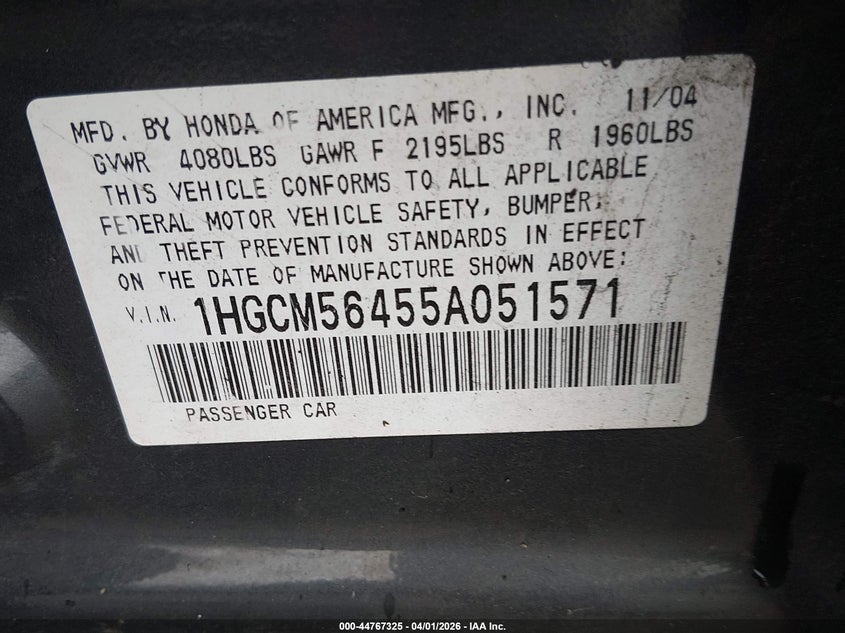 MFD. BY HONDA OF AMERICA MFG., INC. 11/04
GVWR 4080LBS GAWR F 2195LBS R 1960LBS
THIS VEHICLE CONFORMS TO ALL APPLICABLE
FEDERAL MOTOR VEHICLE SAFETY, BUMPER,
AND THEFT PREVENTION STANDARDS IN EFFECT
ON THE DATE OF MANUFACTURE SHOWN ABOVE:
V.I.N. 1HGCM56455A051571
PASSENGER CAR
000-44767325 - 04/01/2026 - IAA Inc.